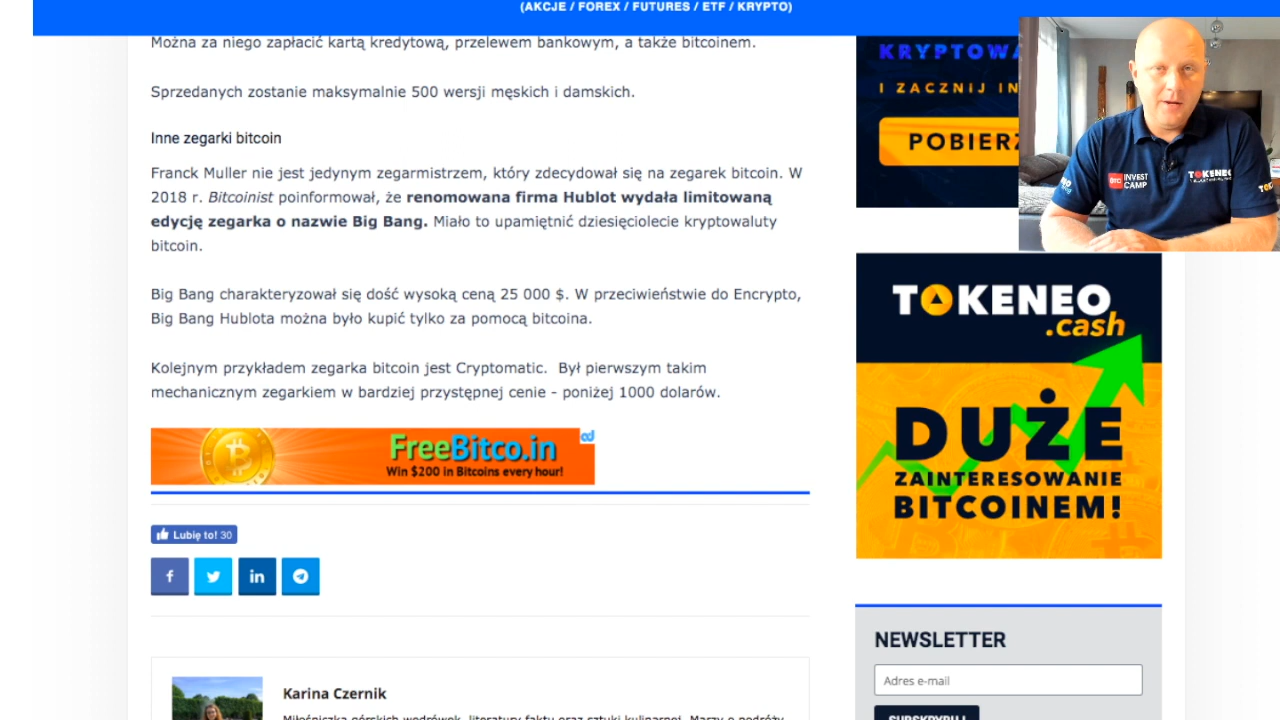 (AKCJE / FOREX / FUTURES / ETF / KRYPTO)
Można za niego zapłacić kartą kredytową, przelewem bankowym, a także bitcoinem.
Sprzedanych zostanie maksymalnie 500 wersji męskich i damskich.
Inne zegarki bitcoin
Franck Muller nie jest jedynym zegarmistrzem, który zdecydował się na zegarek bitcoin. W
2018 r. Bitcoinist poinformował, że renomowana firma Hublot wydała limitowaną
edycję zegarka o nazwie Big Bang. Miało to upamiętnić dziesięciolecie kryptowaluty
bitcoin.
Big Bang charakteryzował się dość wysoką ceną 25 000 $. W przeciwieństwie do Encrypto,
Big Bang Hublota można było kupić tylko za pomocą bitcoina.
Kolejnym przykładem zegarka bitcoin jest Cryptomatic. Był pierwszym takim
mechanicznym zegarkiem w bardziej przystępnej cenie - poniżej 1000 dolarów.
FreeBitco.in
Win $200 in Bitcoins every hour!
Lubię to! 30
Karina Czernik
Miłośniczka górskich wędrówek, literatury faktu oraz sztuki kulinarnej. Marzy o podróży
KRYPTOWA
I ZACZNIJ IN
POBIERZ
BTC INVEST
CAMP
TOKENEO
TOKENEO
.cash
DUŻE
ZAINTERESOWANIE
BITCOINEM!
NEWSLETTER
Adres e-mail
SUBSKRYBUJ